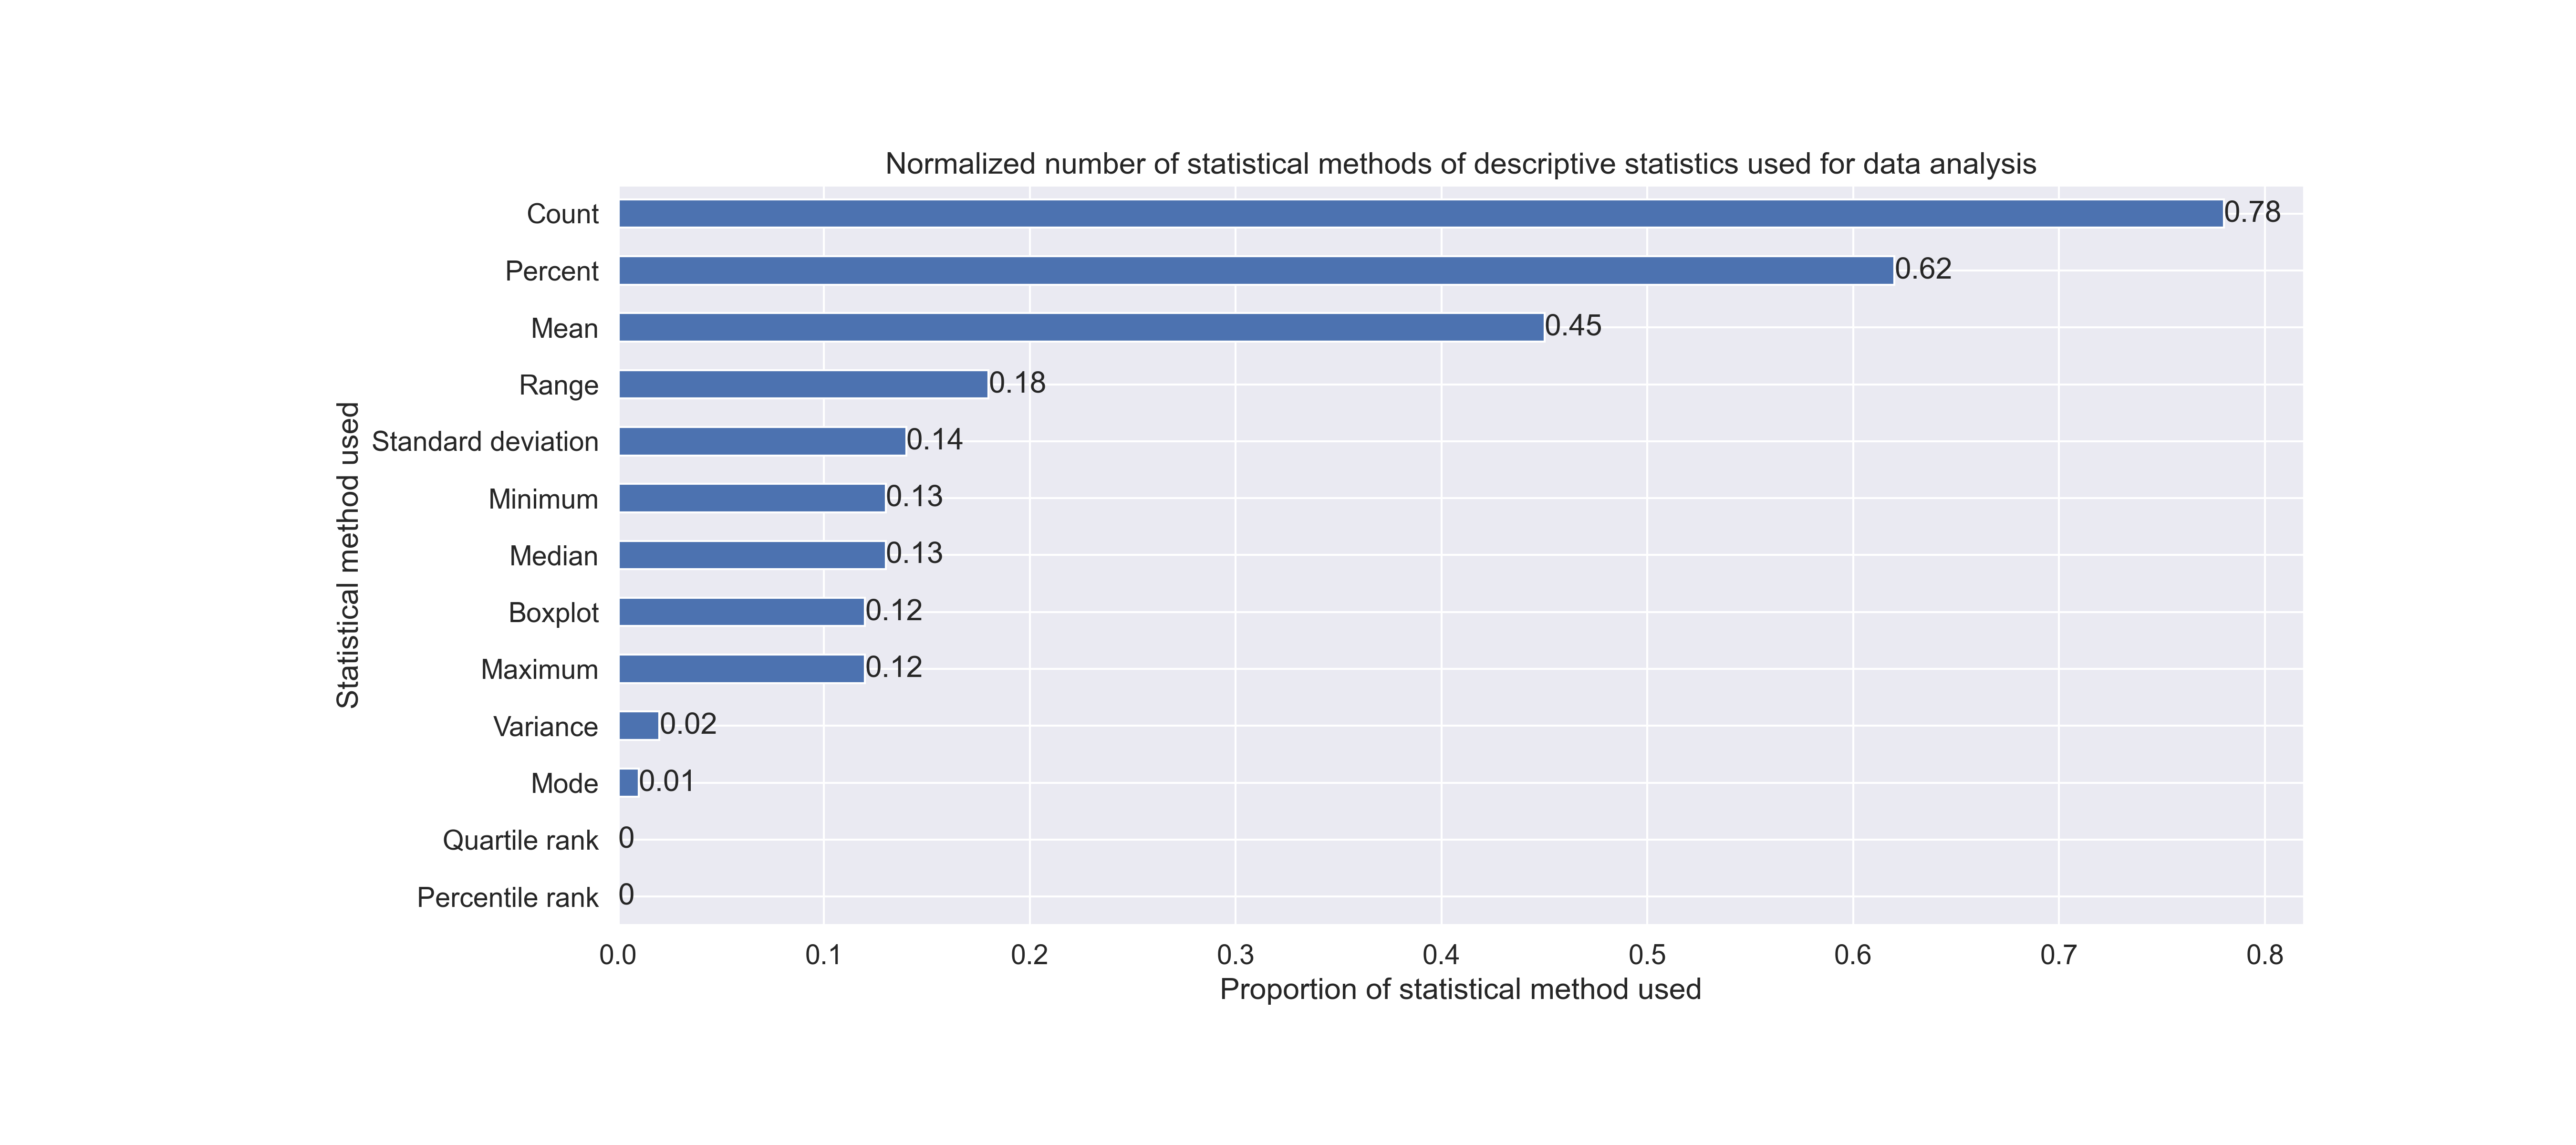 Normalized number of statistical methods of descriptive statistics used for data analysis
Statistical method used
Count 0.78
Percent 0.62
Mean 0.45
Range 0.18
Standard deviation 0.14
Minimum 0.13
Median 0.13
Boxplot 0.12
Maximum 0.12
Variance 0.02
Mode 0.01
Quartile rank 0
Percentile rank 0
0.0 0.1 0.2 0.3 0.4 0.5 0.6 0.7 0.8
Proportion of statistical method used